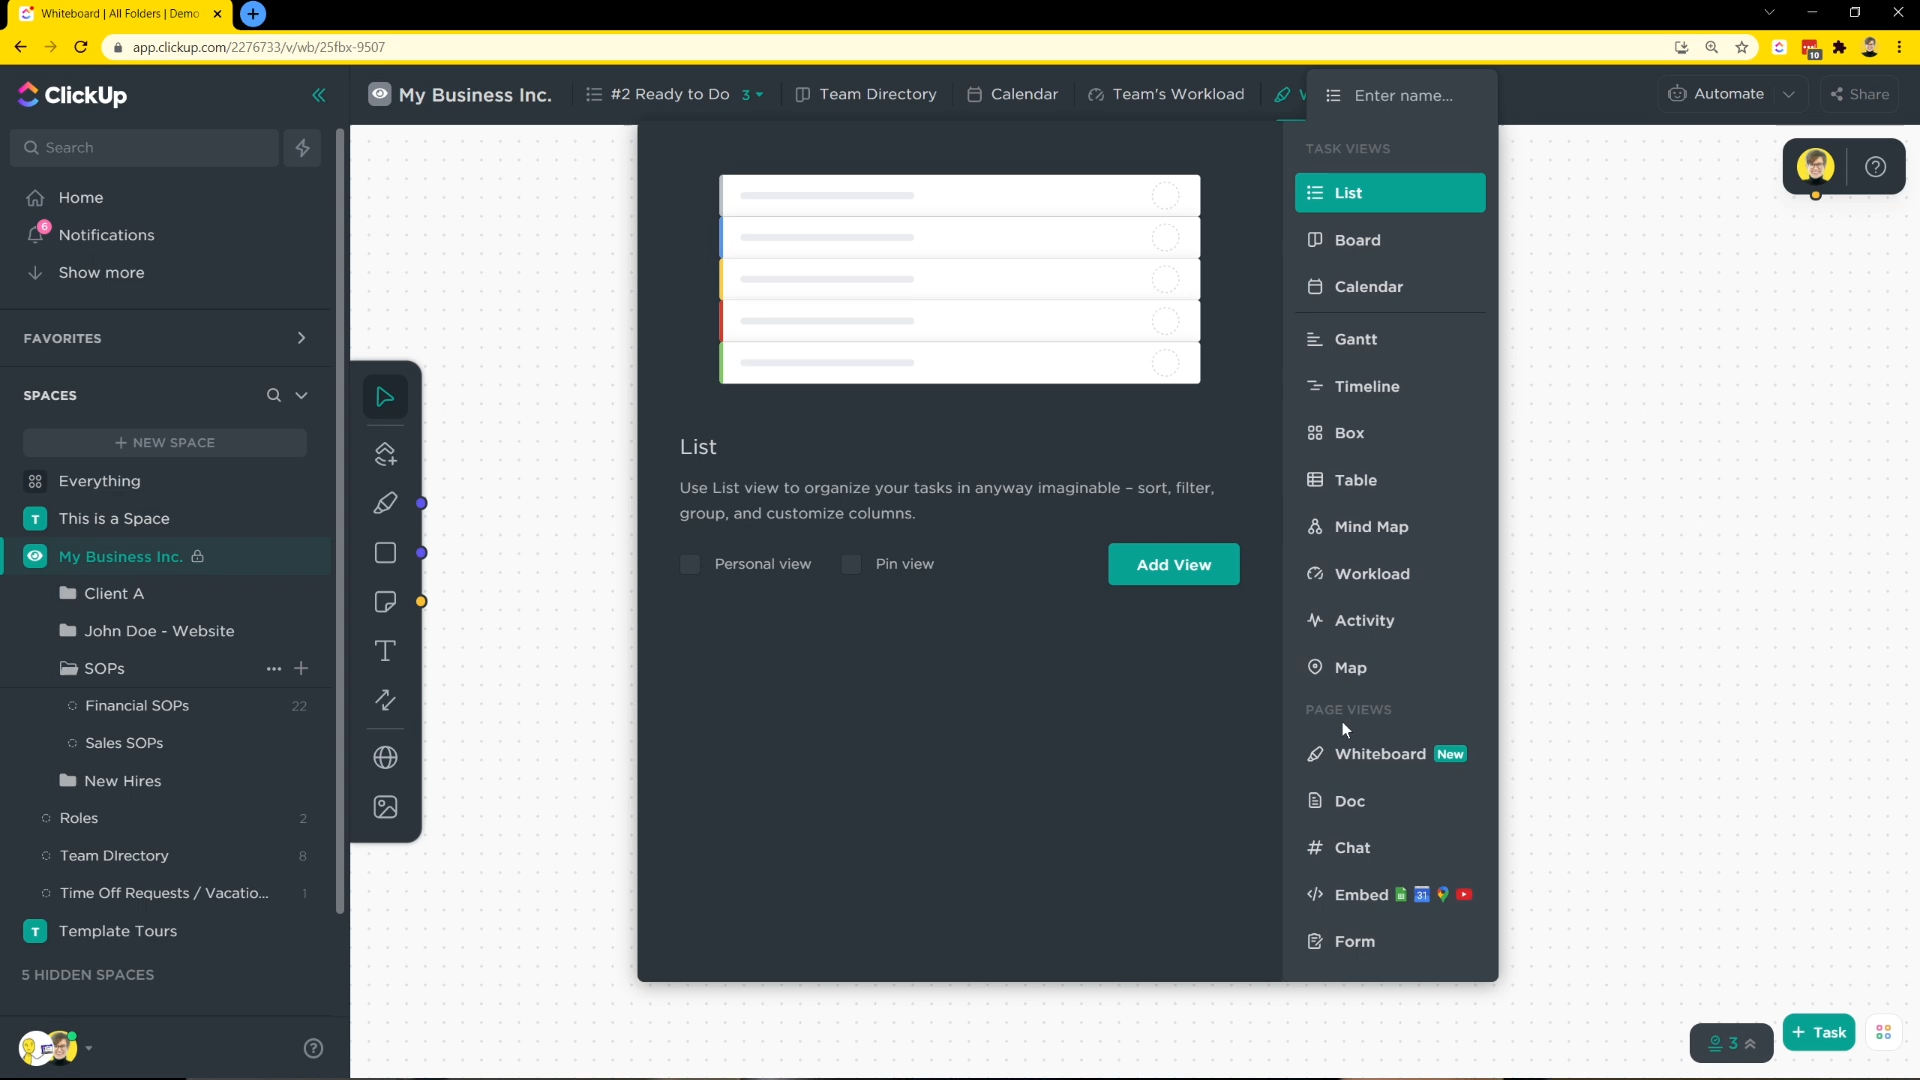 Whiteboard | All Folders | Demo
app.clickup.com/2276733/v/wb/25fbx-9507
10
ClickUp
My Business Inc.
#2 Ready to Do 3
Team Directory
Calendar
Team's Workload
Enter name...
Automate
Share
Search
Home
6
Notifications
Show more
FAVORITES
SPACES
+ NEW SPACE
Everything
T This is a Space
My Business Inc.
Client A
John Doe - Website
SOPs
Financial SOPs 22
Sales SOPs
New Hires
Roles 2
Team DIrectory 8
Time Off Requests / Vacatio... 1
T Template Tours
5 HIDDEN SPACES
List
Use List view to organize your tasks in anyway imaginable – sort, filter,
group, and customize columns.
Personal view
Pin view
Add View
TASK VIEWS
List
Board
Calendar
Gantt
Timeline
Box
Table
Mind Map
Workload
Activity
Map
PAGE VIEWS
Whiteboard New
Doc
Chat
Embed 31
Form
3
+ Task